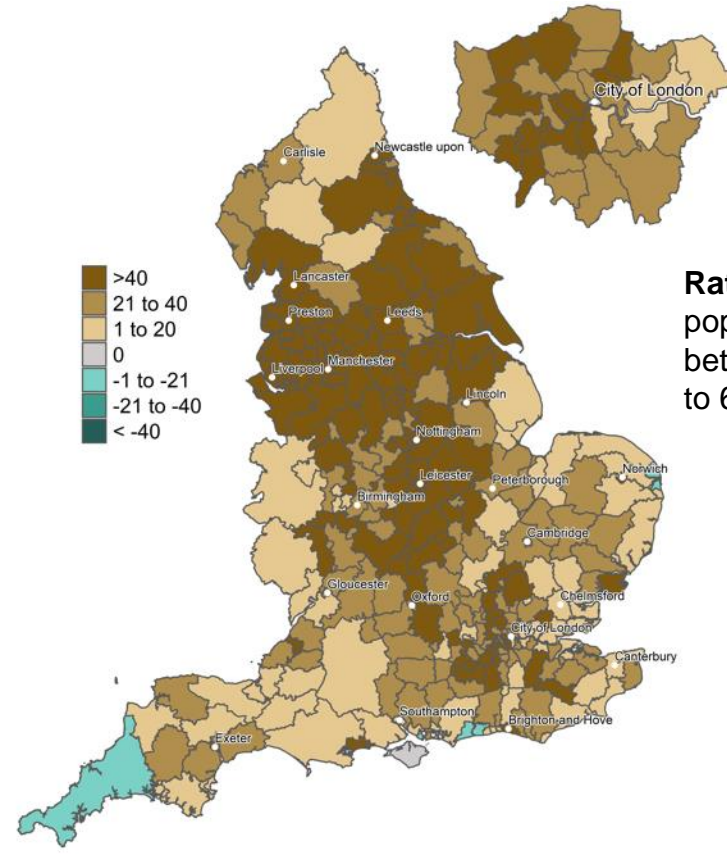 City of London
Carlisle
Newcastle upon
>40
21 to 40
1 to 20
0
-1 to -21
-21 to -40
< -40
Lancaster
Preston
Leeds
Liverpool
Manchester
Lincoln
Nottingham
Leicester
Peterborough
Norwich
Birmingham
Cambridge
Gloucester
Oxford
Chelmsford
City of London
Canterbury
Southampton
Brighton and Hove
Exeter
pop
bet
to 6